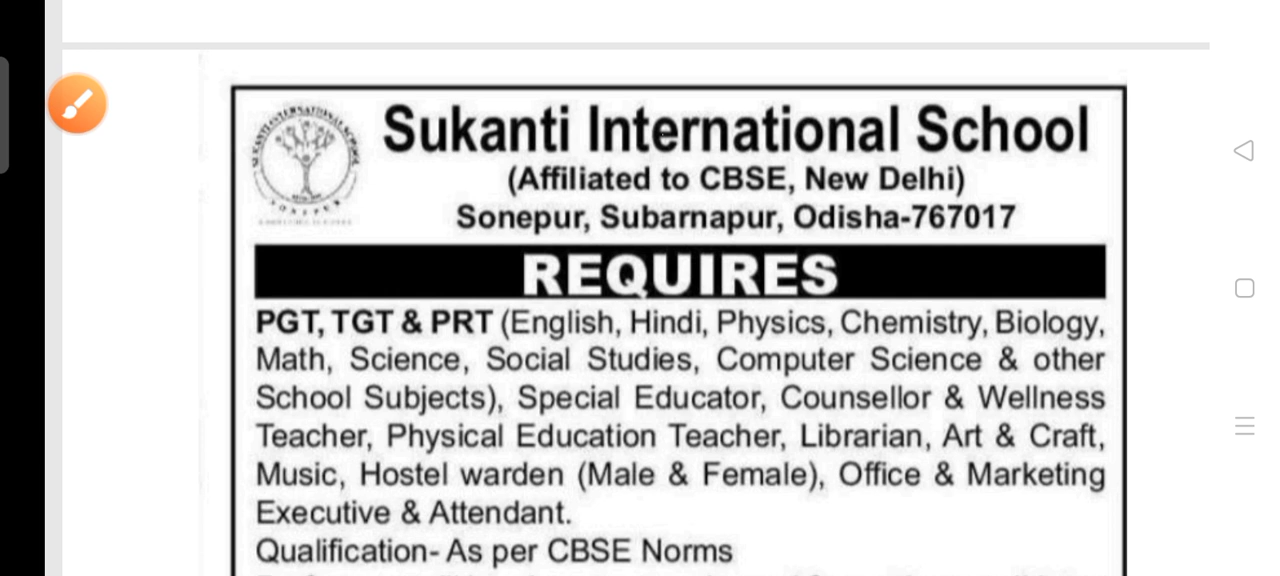 Sukanti International School
(Affiliated to CBSE, New Delhi)
Sonepur, Subarnapur, Odisha-767017
REQUIRES
PGT, TGT & PRT (English, Hindi, Physics, Chemistry, Biology,
Math, Science, Social Studies, Computer Science & other
School Subjects), Special Educator, Counsellor & Wellness
Teacher, Physical Education Teacher, Librarian, Art & Craft,
Music, Hostel warden (Male & Female), Office & Marketing
Executive & Attendant.
Qualification- As per CBSE Norms